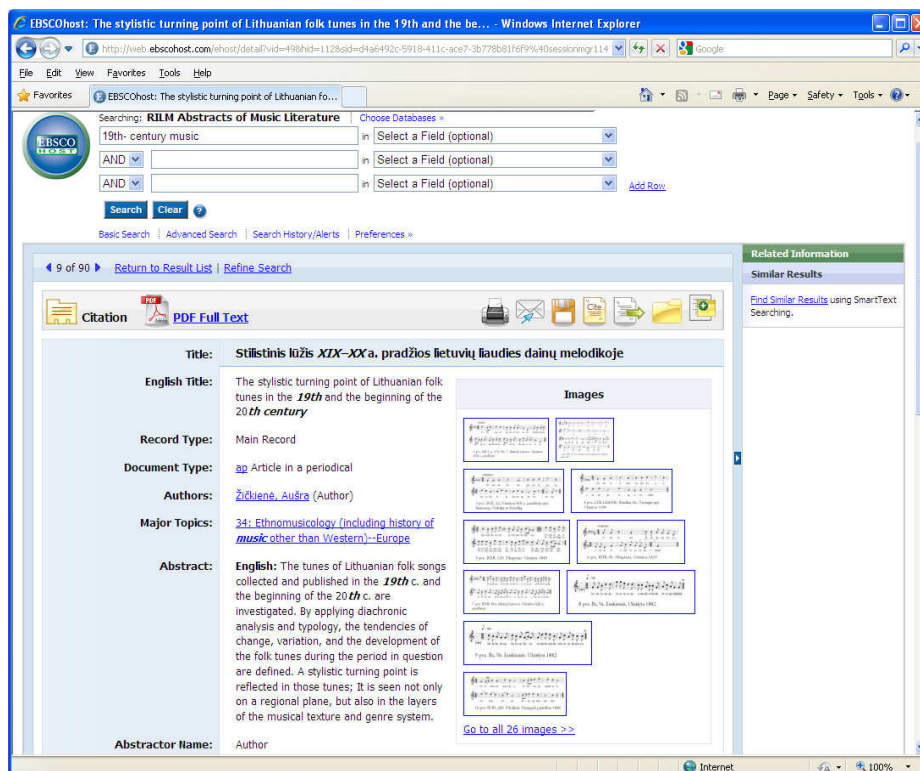 EBSCOhost: The stylistic turning point of Lithuanian folk tunes in the 19th and the be... - Windows Internet Explorer
http://web.ebscohost.com/ehost/detail?vid=49&hid=112&sid=d4a6492c-5918-411c-ace7-3b778b81f6f9%40sessionmgr114
Google
File Edit View Favorites Tools Help
Favorites EBSCOhost: The stylistic turning point of Lithuanian fo... Page Safety Tools
Searching: RILM Abstracts of Music Literature Choose Databases »
EBSCO HOST
19th- century music in Select a Field (optional)
AND in Select a Field (optional)
AND in Select a Field (optional) Add Row
Search Clear ?
Basic Search Advanced Search Search History/Alerts Preferences »
9 of 90 Return to Result List | Refine Search
Citation PDF Full Text
Cite
Related Information
Similar Results
Find Similar Results using SmartText
Searching.
Title: Stilistinis lūžis XIX–XX a. pradžios lietuvių liaudies dainų melodikoje
English Title: The stylistic turning point of Lithuanian folk
tunes in the 19th and the beginning of the
20th century
Record Type: Main Record
Document Type: ap Article in a periodical
Authors: Žičkienė, Aušra (Author)
Major Topics: 34: Ethnomusicology (including history of
music other than Western)--Europe
Abstract: English: The tunes of Lithuanian folk songs
collected and published in the 19th c. and
the beginning of the 20th c. are
investigated. By applying diachronic
analysis and typology, the tendencies of
change, variation, and the development of
the folk tunes during the period in question
are defined. A stylistic turning point is
reflected in those tunes; It is seen not only
on a regional plane, but also in the layers
of the musical texture and genre system.
Abstractor Name: Author
Images
Go to all 26 images >>
Internet 100%